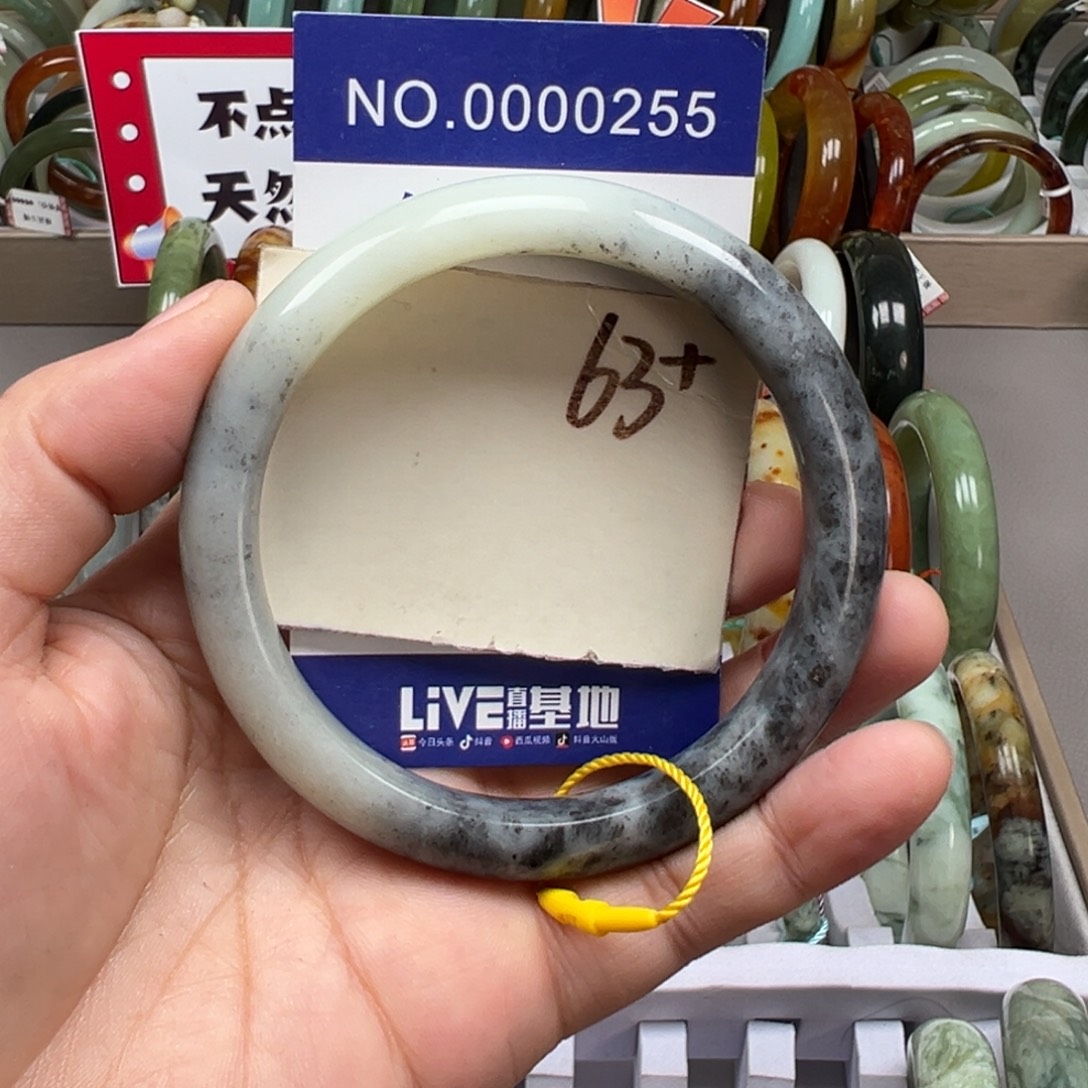 NO.0000255
不点
天然
63+
LiVE直播基地
今日头条 抖音 西瓜视频 抖音火山版